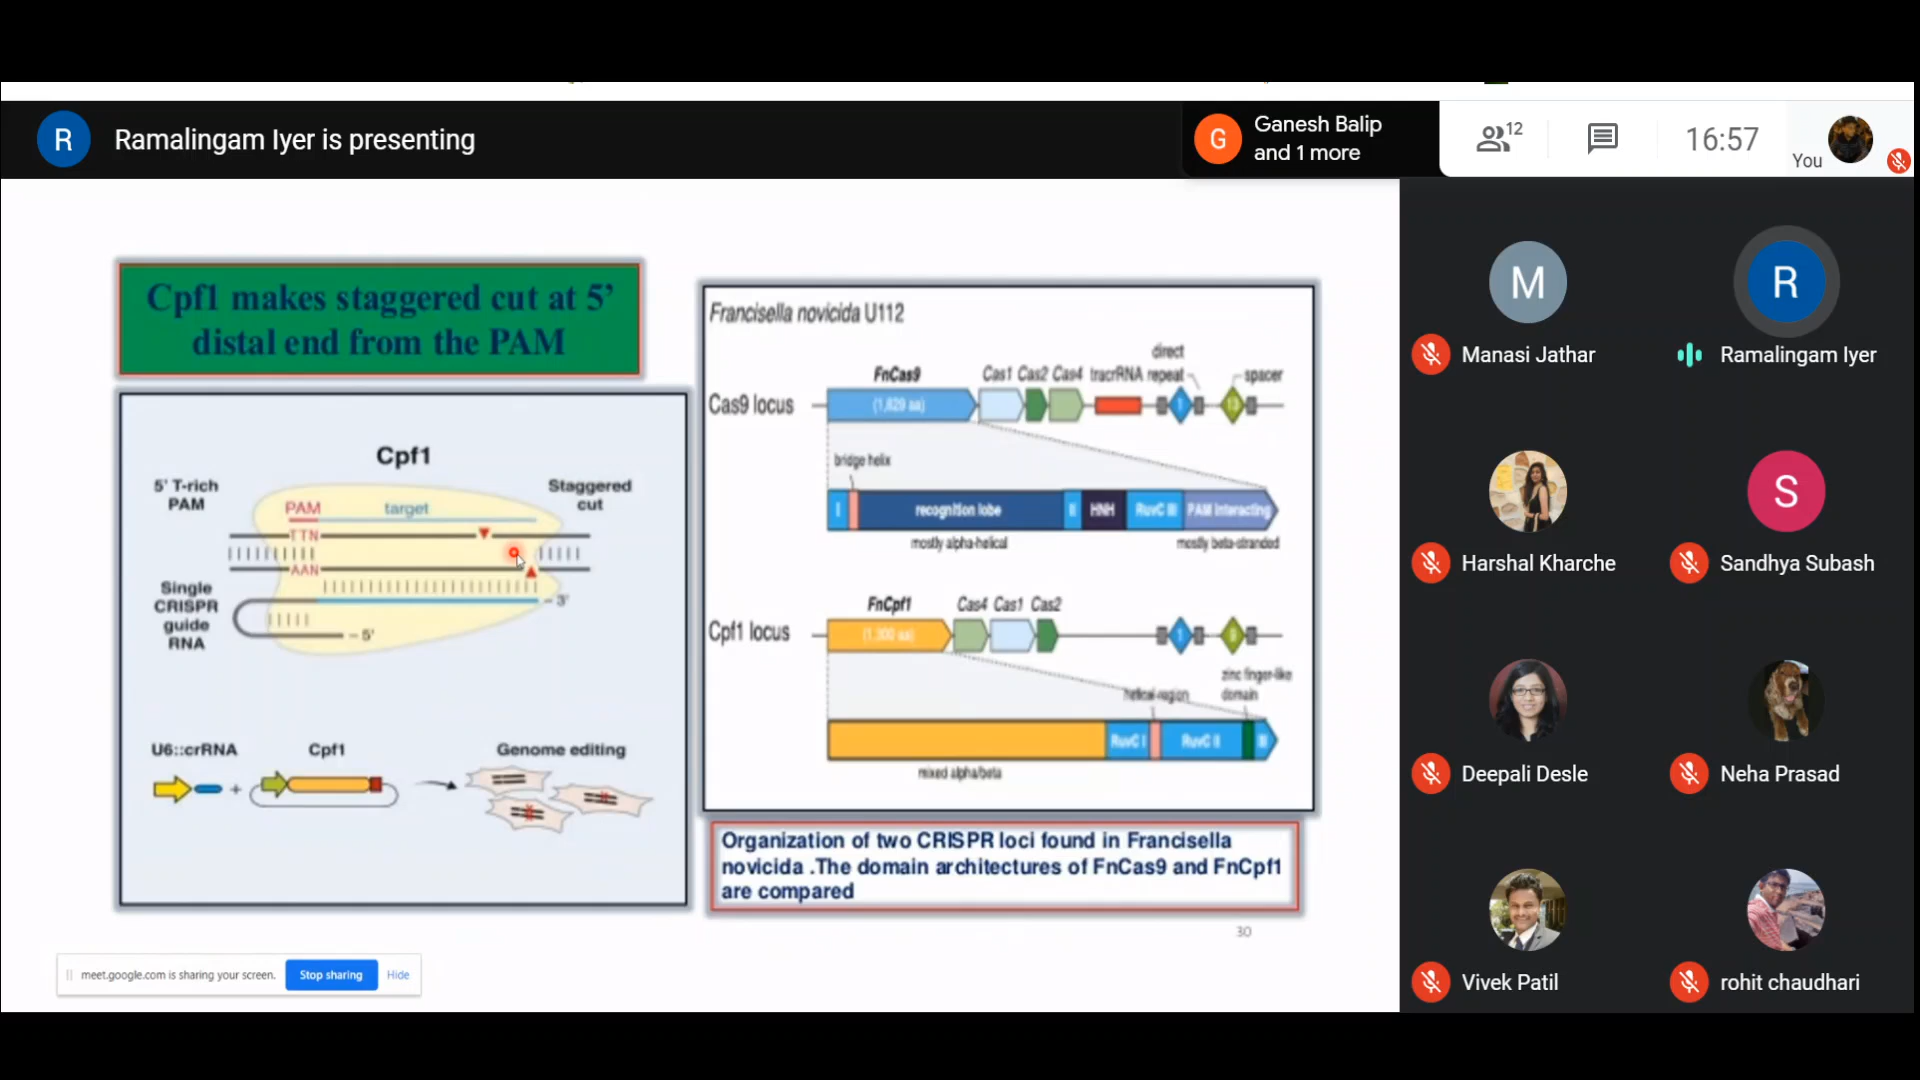 R
Ramalingam Iyer is presenting
G
Ganesh Balip
and 1 more
12
16:57
You
Cpf1 makes staggered cut at 5’
distal end from the PAM
Cpf1
5' T-rich
PAM
PAM
target
Staggered
cut
TTN
AAN
Single
CRISPR
guide
RNA
3'
5'
U6::crRNA
Cpf1
Genome editing
+
Francisella novicida U112
FnCas9
Cas1 Cas2 Cas4 tracrRNA
direct
repeat
spacer
Cas9 locus
(1,629 aa)
1
bridge helix
I
recognition lobe
II
HNH
RuvC III
PAM interacting
mostly alpha-helical
mostly beta-stranded
FnCpf1
Cas4 Cas1 Cas2
Cpf1 locus
(1,300 aa)
1
zinc finger-like
domain
helical-region
RuvC I
RuvC II
III
mixed alpha/beta
Organization of two CRISPR loci found in Francisella
novicida .The domain architectures of FnCas9 and FnCpf1
are compared
30
meet.google.com is sharing your screen.
Stop sharing
Hide
M
Manasi Jathar
R
Ramalingam Iyer
Harshal Kharche
S
Sandhya Subash
Deepali Desle
Neha Prasad
Vivek Patil
rohit chaudhari